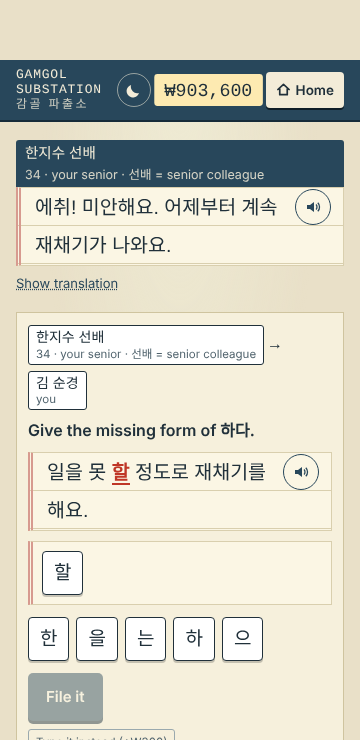 GAMGOL
SUBSTATION
감골 파출소
₩903,600
Home
한지수 선배
34 · your senior · 선배 = senior colleague
에취! 미안해요. 어제부터 계속
재채기가 나와요.
Show translation
한지수 선배
34 · your senior · 선배 = senior colleague
→
김 순경
you
Give the missing form of 하다.
일을 못 할 정도로 재채기를
해요.
할
한 을 는 하 으
File it